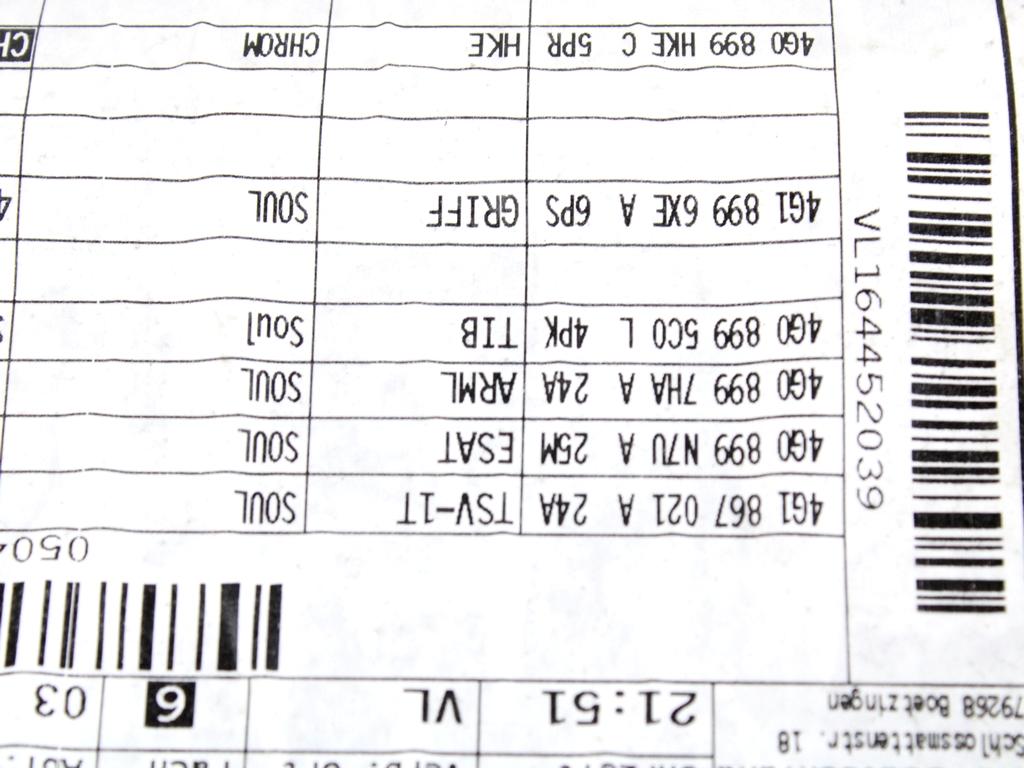 Schlossmattenstr. 18
79268 Boetzingen
21:51 VL 6 03
0504
4G1 867 021 A 24A TSV-1T SOUL
4G0 899 N7U A 25M ESAT SOUL
4G0 899 7HA A 24A ARML SOUL
4G0 899 5C0 L 4PK TIB Soul
4G1 899 6XE A 6PS GRIFF SOUL
4G0 899 HKE C 5PR HKE CHROM CH
VL164452039